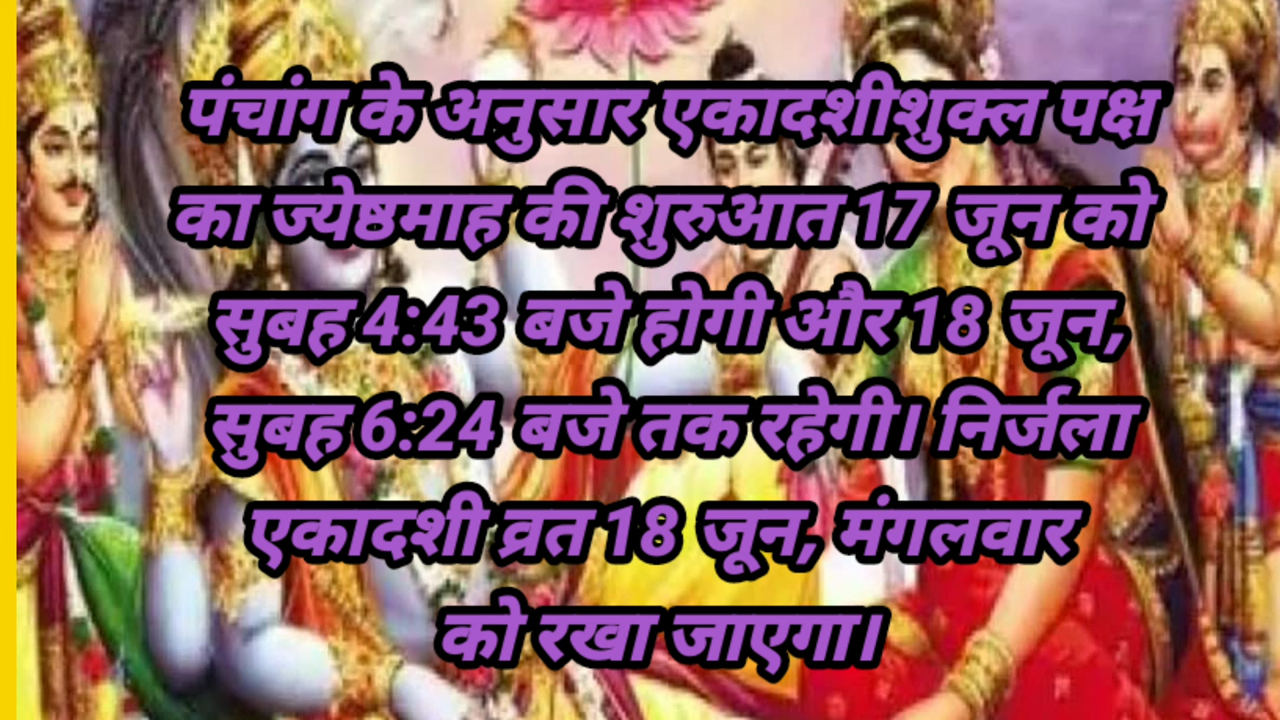 पंचांग के अनुसार एकादशीशुक्ल पक्ष
का ज्येष्ठमाह की शुरुआत 17 जून को
सुबह 4:43 बजे होगी और 18 जून,
सुबह 6:24 बजे तक रहेगी। निर्जला
एकादशी व्रत 18 जून, मंगलवार
को रखा जाएगा।